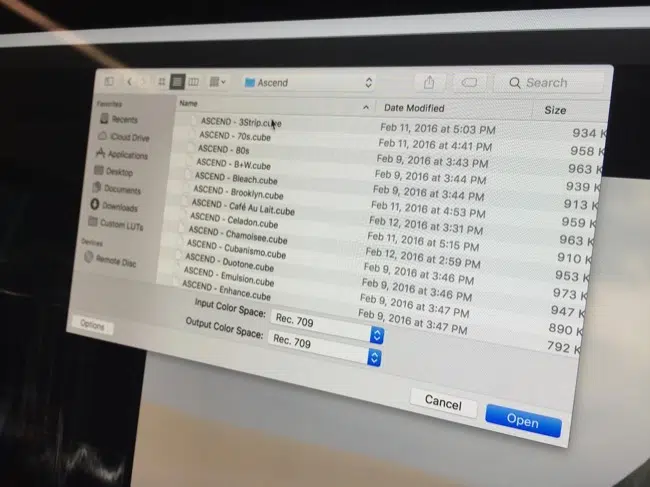 Ascend
Search
Favorites
Name
Date Modified
Size
Recents
iCloud Drive
Applications
Desktop
Documents
Downloads
Custom LUTs
Devices
Remote Disc
ASCEND - 3Strip.cube
Feb 11, 2016 at 5:03 PM
934 K
ASCEND - 70s.cube
Feb 11, 2016 at 4:41 PM
958 K
ASCEND - 80s
Feb 9, 2016 at 3:43 PM
963 K
ASCEND - B+W.cube
Feb 9, 2016 at 3:44 PM
939 K
ASCEND - Bleach.cube
Feb 9, 2016 at 3:44 PM
913 K
ASCEND - Brooklyn.cube
Feb 11, 2016 at 4:53 PM
959 K
ASCEND - Café Au Lait.cube
Feb 12, 2016 at 3:31 PM
963 K
ASCEND - Celadon.cube
Feb 11, 2016 at 5:15 PM
910 K
ASCEND - Chamoisee.cube
Feb 12, 2016 at 2:59 PM
953 K
ASCEND - Cubanismo.cube
Feb 9, 2016 at 3:46 PM
973 K
ASCEND - Duotone.cube
Feb 9, 2016 at 3:46 PM
947 K
ASCEND - Emulsion.cube
Feb 9, 2016 at 3:47 PM
890 K
ASCEND - Enhance.cube
Feb 9, 2016 at 3:47 PM
792 K
Input Color Space:
Rec. 709
Output Color Space:
Rec. 709
Options
Cancel
Open